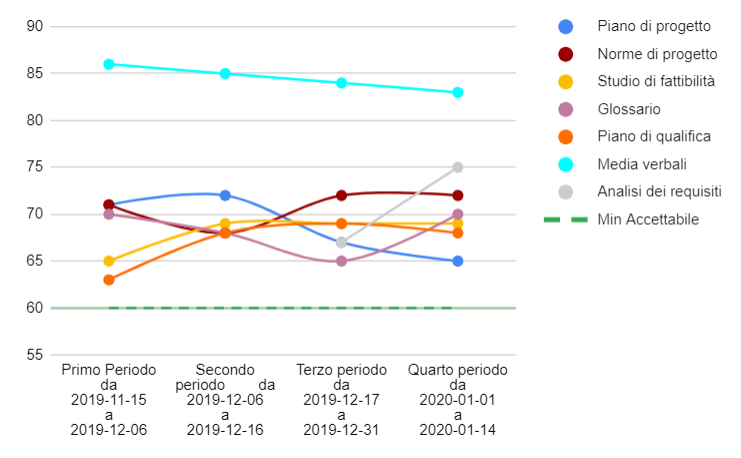 90
85
80
75
70
65
60
55
Primo Periodo
da
2019-11-15
a
2019-12-06
Secondo
periodo da
2019-12-06
a
2019-12-16
Terzo periodo
da
2019-12-17
a
2019-12-31
Quarto periodo
da
2020-01-01
a
2020-01-14
Piano di progetto
Norme di progetto
Studio di fattibilità
Glossario
Piano di qualifica
Media verbali
Analisi dei requisiti
Min Accettabile